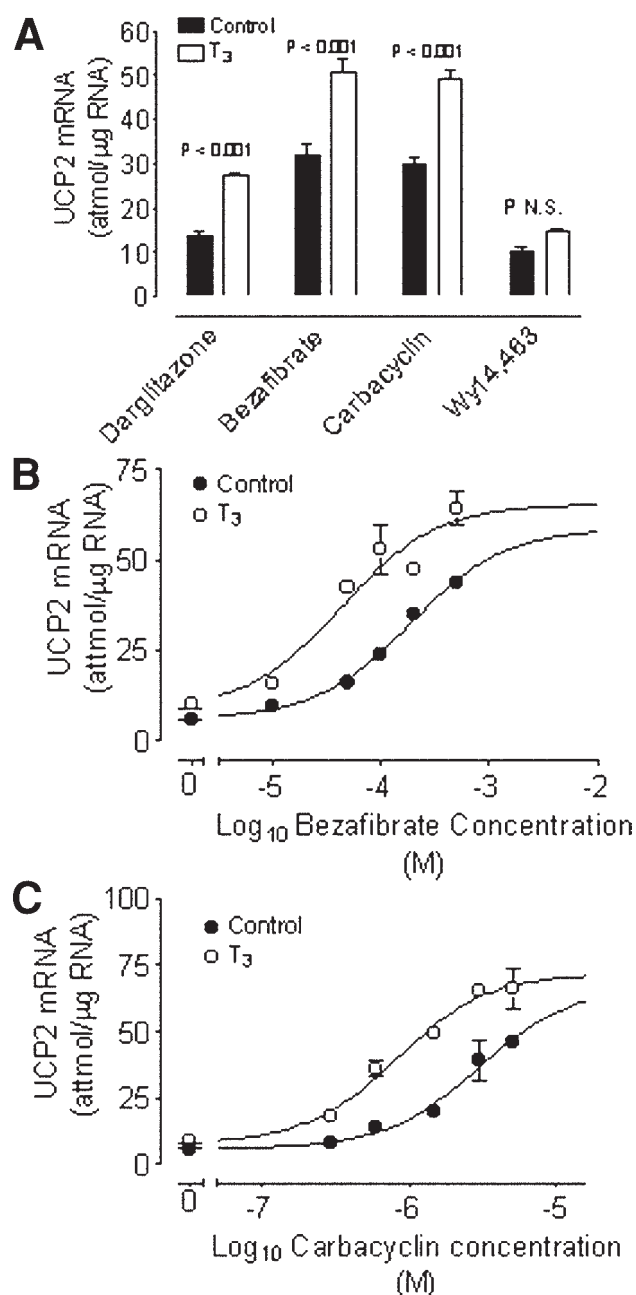 A
Control
T3
P < 0.001
P < 0.001
P < 0.001
P N.S.
UCP2 mRNA
(atmol/µg RNA)
60
50
40
30
20
10
0
Darglitazone
Bezafibrate
Carbacyclin
Wy14,463
B
Control
T3
UCP2 mRNA
(attmol/µg RNA)
75
50
25
0
0 -5 -4 -3 -2
Log10 Bezafibrate Concentration
(M)
C
Control
T3
UCP2 mRNA
(attmol/µg RNA)
100
75
50
25
0
0 -7 -6 -5
Log10 Carbacyclin concentration
(M)